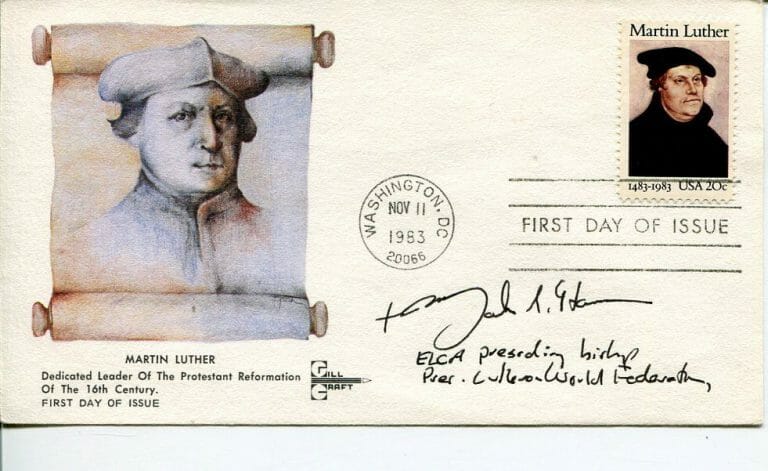 Martin Luther
1483-1983 USA 20c
WASHINGTON, DC
NOV 11
1983
20066
FIRST DAY OF ISSUE
+ Mark S. Hanson
ELCA presiding bishop
Pres. Lutheran World Federation,
MARTIN LUTHER
Dedicated Leader Of The Protestant Reformation
Of The 16th Century.
FIRST DAY OF ISSUE
GILL
CRAFT